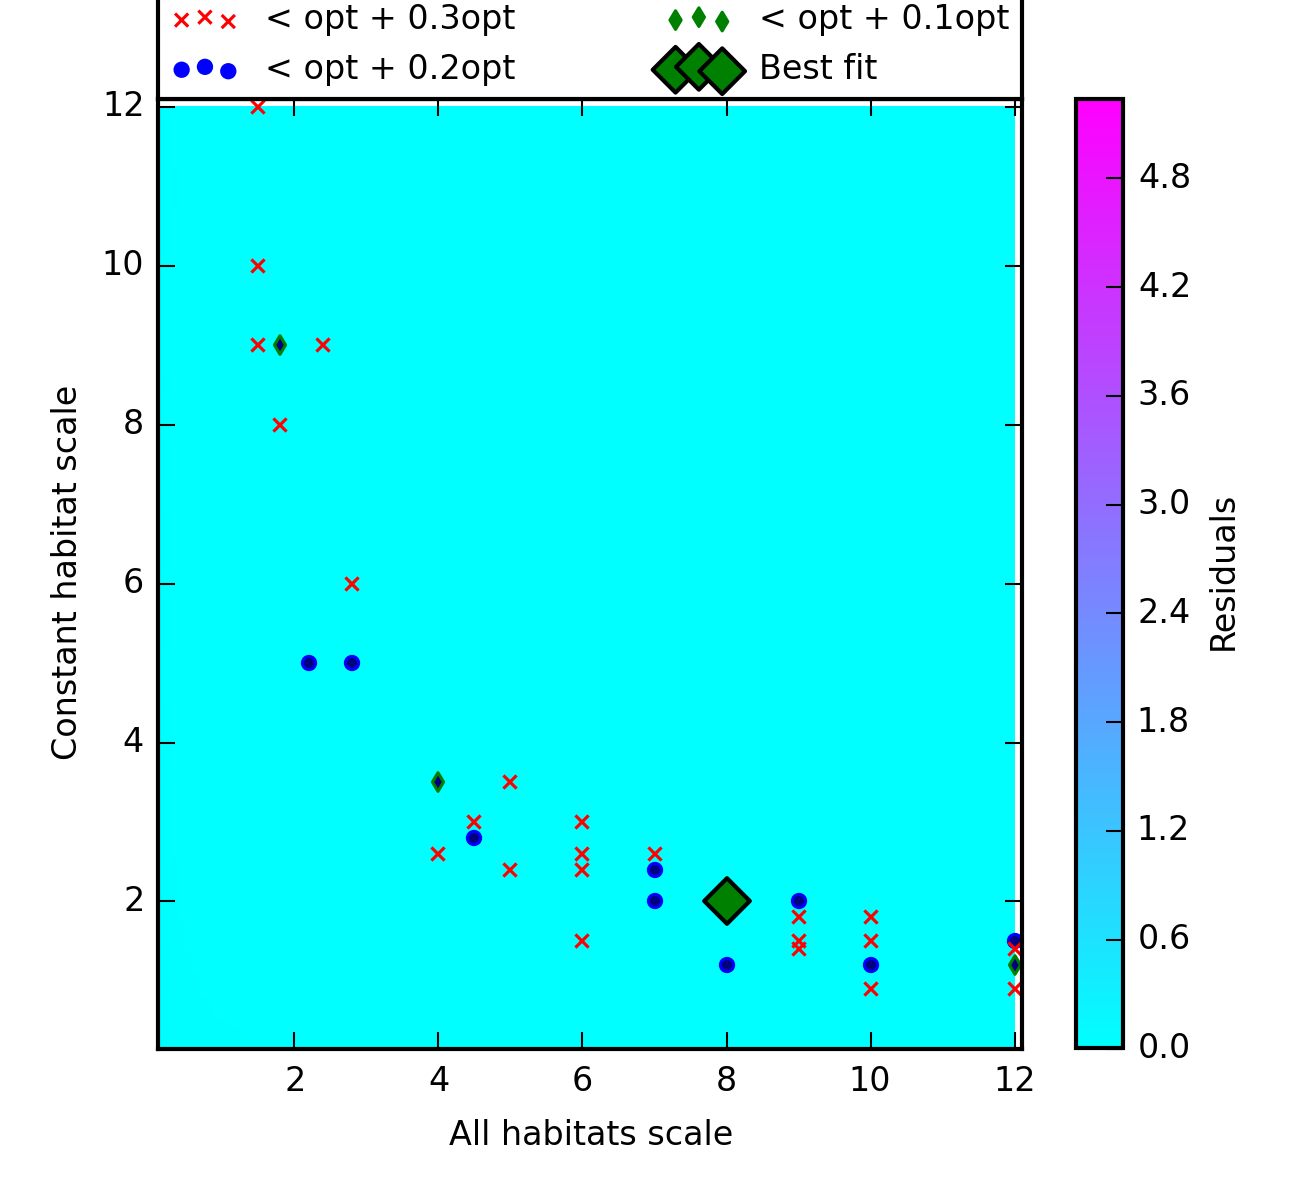 < opt + 0.3opt
< opt + 0.1opt
< opt + 0.2opt
Best fit
12
10
8
6
4
2
Constant habitat scale
2 4 6 8 10 12
All habitats scale
4.8
4.2
3.6
3.0
2.4
1.8
1.2
0.6
0.0
Residuals